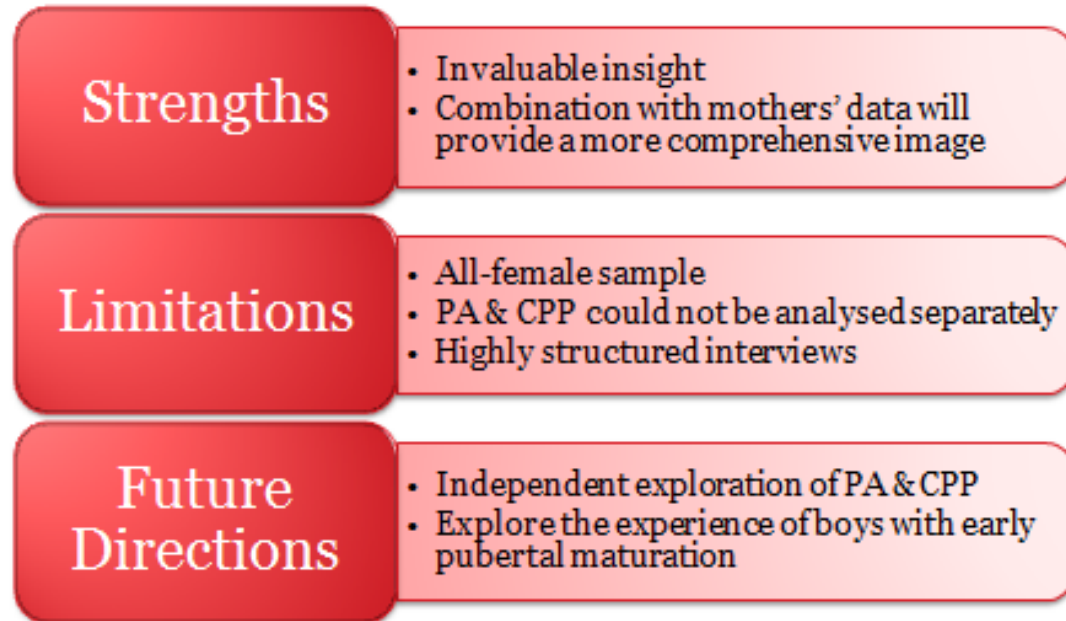 Strengths
• Invaluable insight
• Combination with mothers' data will
provide a more comprehensive image
Limitations
• All-female sample
• PA & CPP could not be analysed separately
• Highly structured interviews
Future
Directions
• Independent exploration of PA & CPP
• Explore the experience of boys with early
pubertal maturation